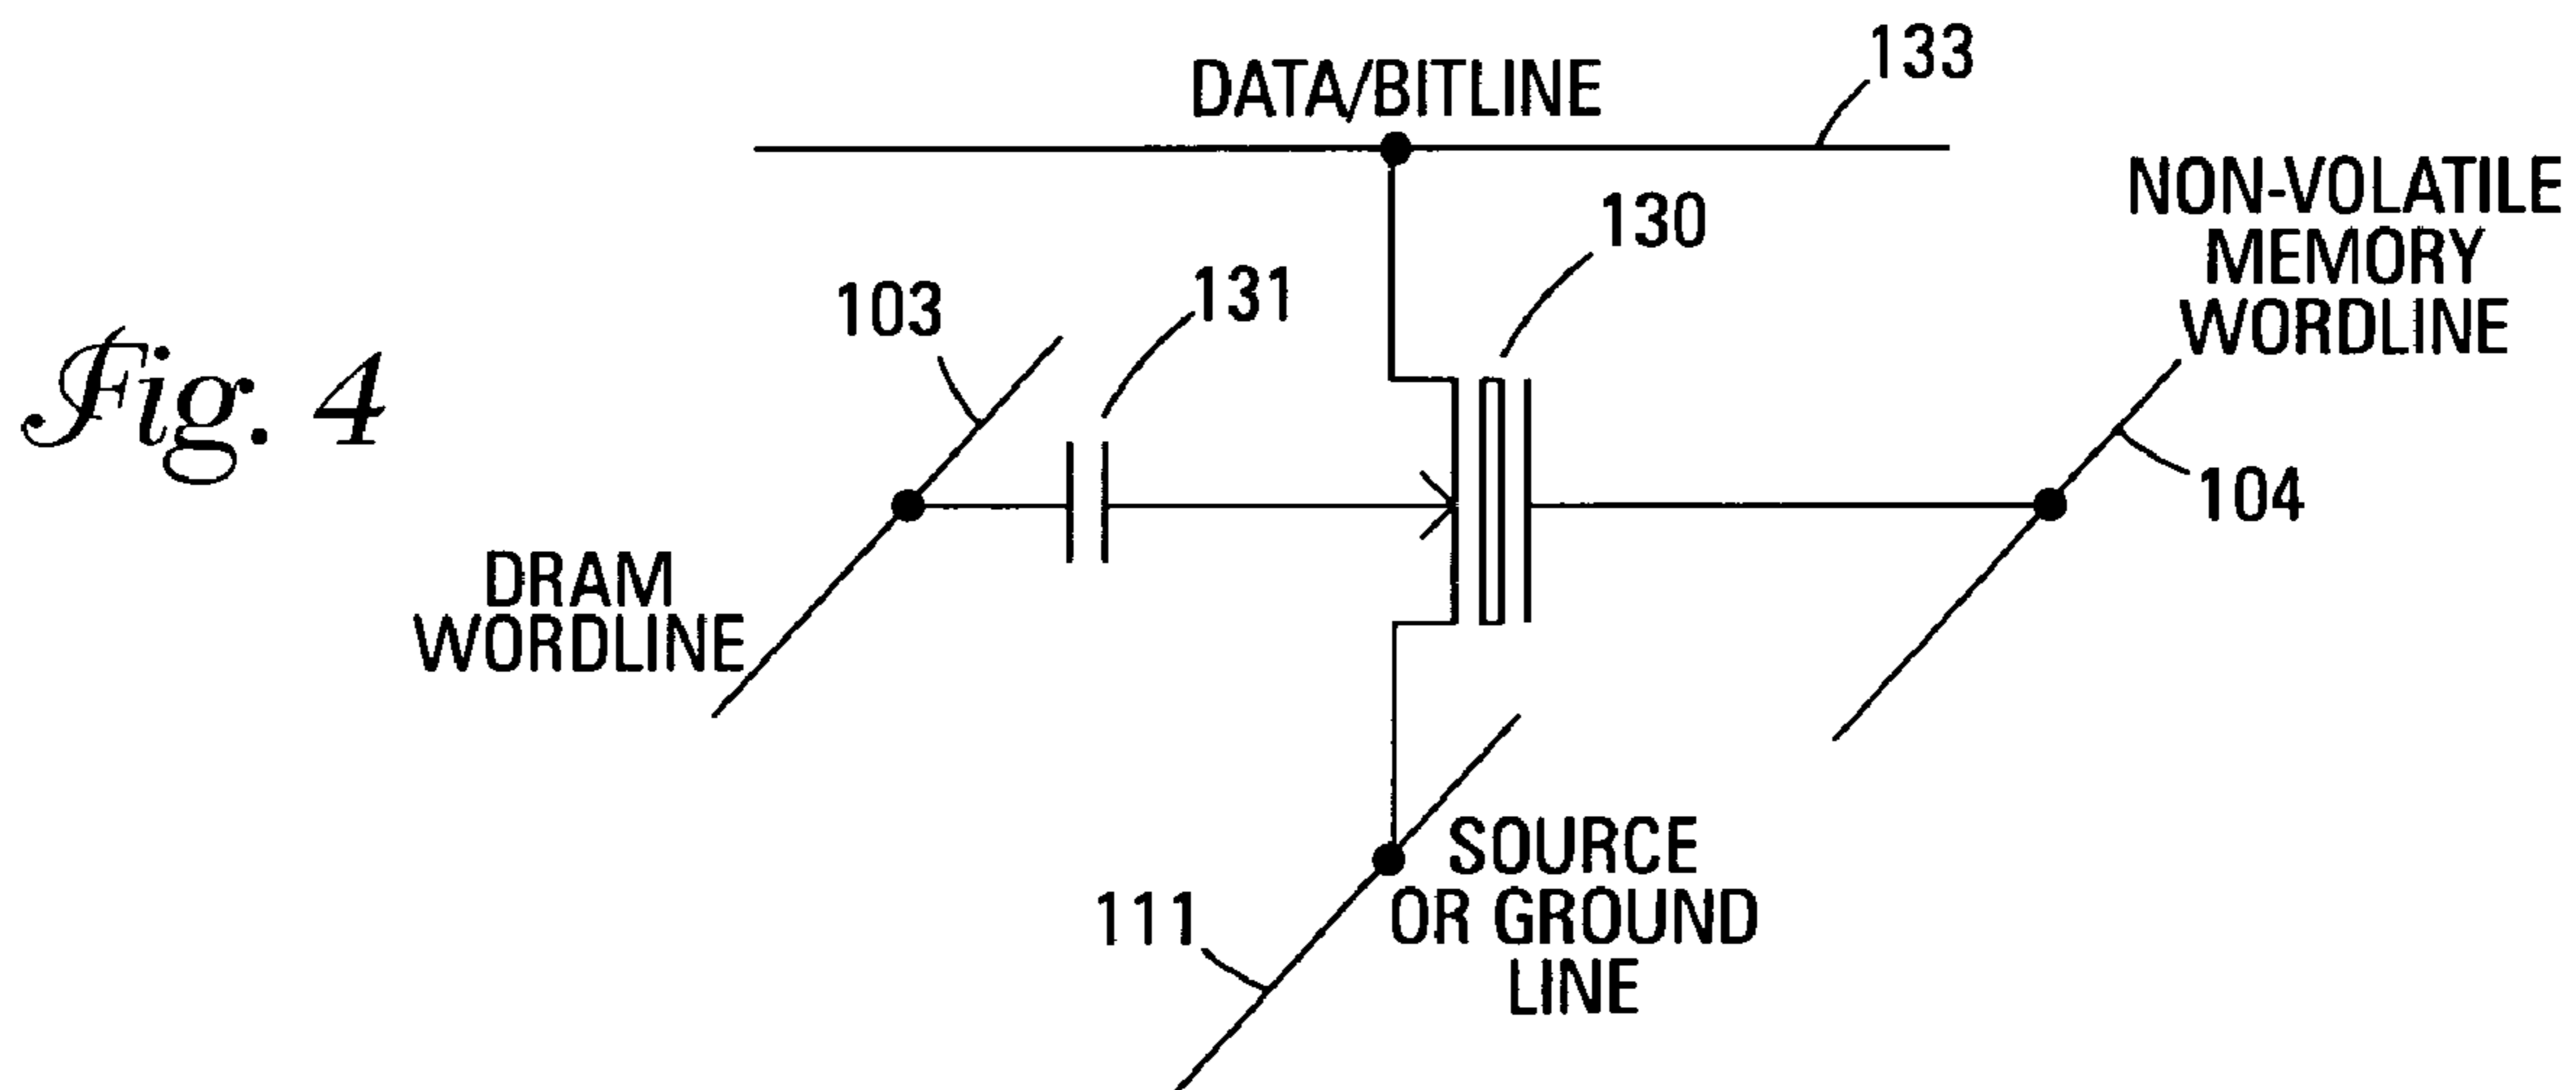 DATA/BITLINE
133
NON-VOLATILE
MEMORY
WORDLINE
130
131
103
Fig. 4
104
DRAM
WORDLINE
SOURCE
OR GROUND
LINE
111